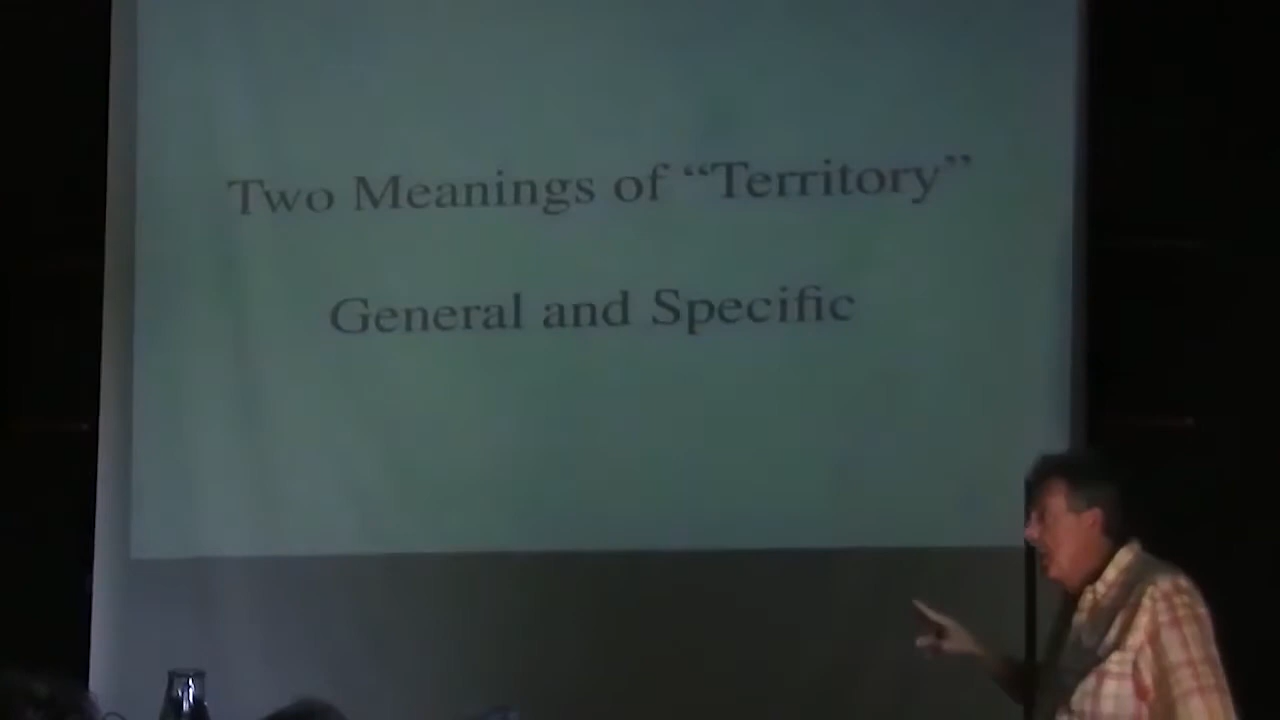 Two Meanings of “Territory”
General and Specific